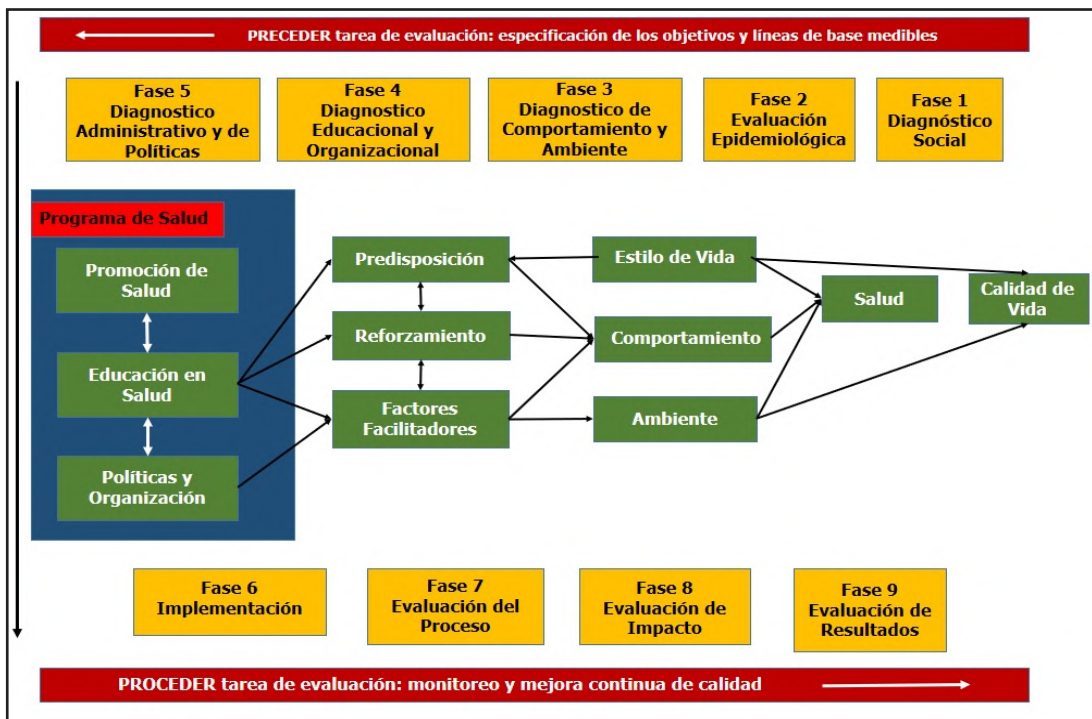 PRECEDER tarea de evaluación: especificación de los objetivos y líneas de base medibles
Fase 5
Diagnostico
Administrativo y de
Políticas
Fase 4
Diagnostico
Educacional y
Organizacional
Fase 3
Diagnostico de
Comportamiento y
Ambiente
Fase 2
Evaluación
Epidemiológica
Fase 1
Diagnóstico
Social
Programa de Salud
Promoción de
Salud
Educación en
Salud
Políticas y
Organización
Predisposición
Reforzamiento
Factores
Facilitadores
Estilo de Vida
Comportamiento
Ambiente
Salud
Calidad de
Vida
Fase 6
Implementación
Fase 7
Evaluación del
Proceso
Fase 8
Evaluación de
Impacto
Fase 9
Evaluación de
Resultados
PROCEDER tarea de evaluación: monitoreo y mejora continua de calidad